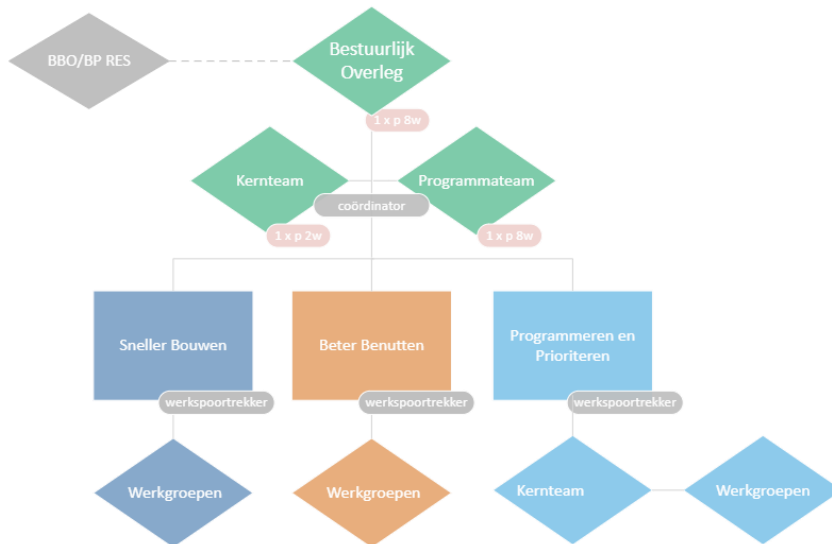 BBO/BP RES
Bestuurlijk
Overleg
1 x p 8w
Kernteam
Programmateam
coördinator
1 x p 2w
1 x p 8w
Sneller Bouwen
Beter Benutten
Programmeren en
Prioriteren
werkspoortrekker
werkspoortrekker
werkspoortrekker
Werkgroepen
Werkgroepen
Kernteam
Werkgroepen